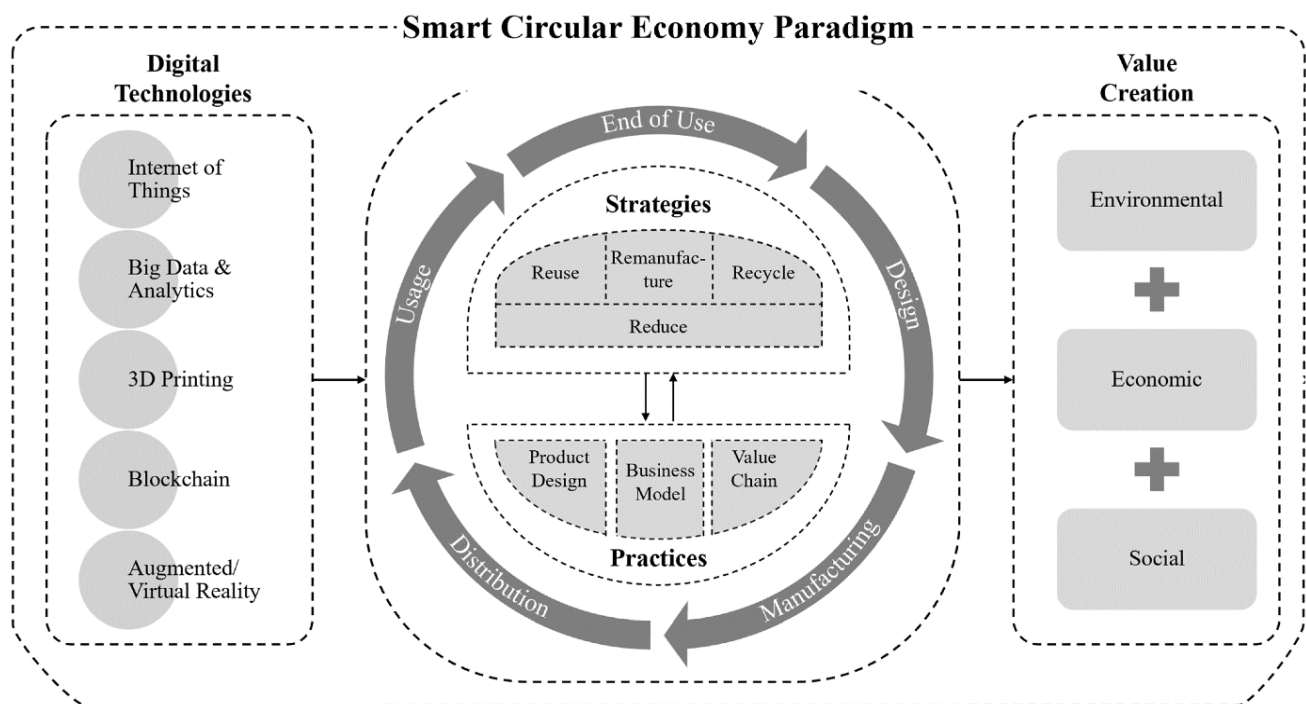 Smart Circular Economy Paradigm
Digital
Technologies
Internet of
Things
Big Data &
Analytics
3D Printing
Blockchain
Augmented/
Virtual Reality
End of Use
Design
Manufacturing
Distribution
Usage
Strategies
Reuse
Remanufac-
ture
Recycle
Reduce
Product
Design
Business
Model
Value
Chain
Practices
Value
Creation
Environmental
Economic
Social